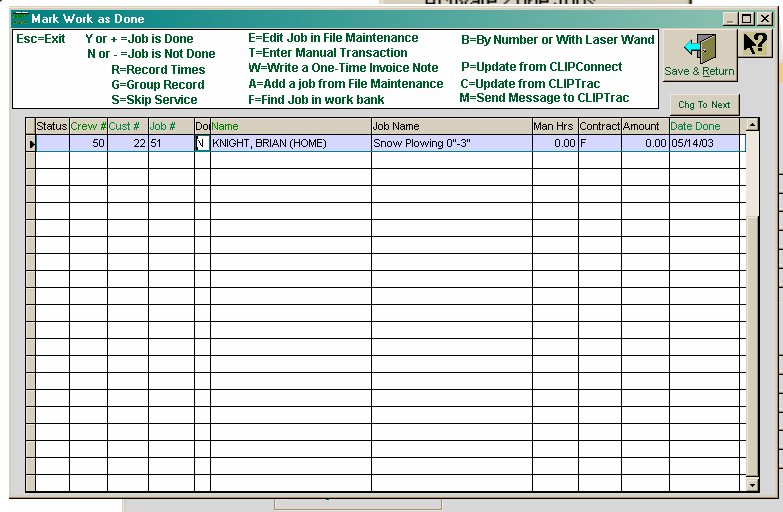 Mark Work as Done
Esc=Exit
Y or + =Job is Done
N or - =Job is Not Done
R=Record Times
G=Group Record
S=Skip Service
E=Edit Job in File Maintenance
T=Enter Manual Transaction
W=Write a One-Time Invoice Note
A=Add a job from File Maintenance
F=Find Job in work bank
B=By Number or With Laser Wand
P=Update from CLIPConnect
C=Update from CLIPTrac
M=Send Message to CLIPTrac
Save & Return
Chg To Next
Status Crew # Cust # Job # Do Name Job Name Man Hrs Contract Amount Date Done
50 22 51 N KNIGHT, BRIAN (HOME) Snow Plowing 0"-3" 0.00 F 0.00 05/14/03